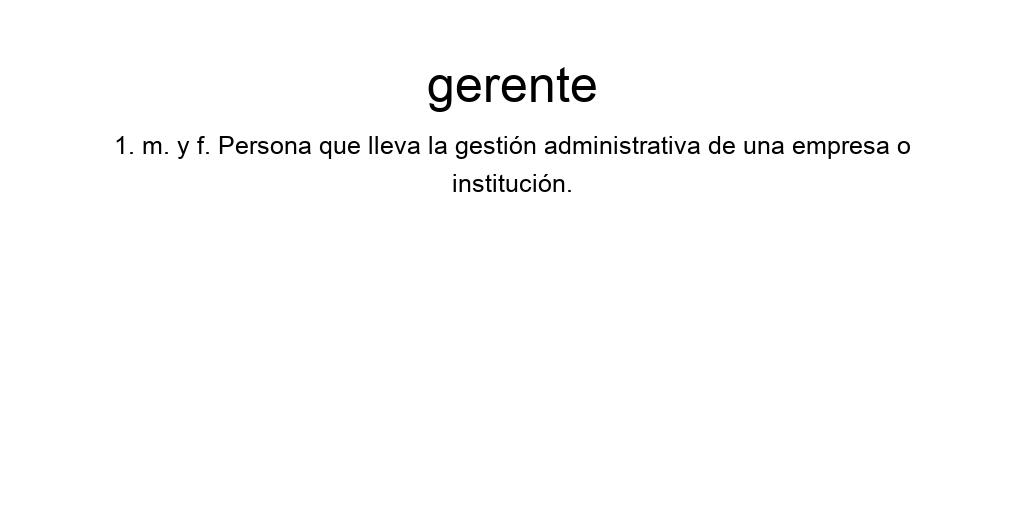 gerente
1. m. y f. Persona que lleva la gestión administrativa de una empresa o
institución.